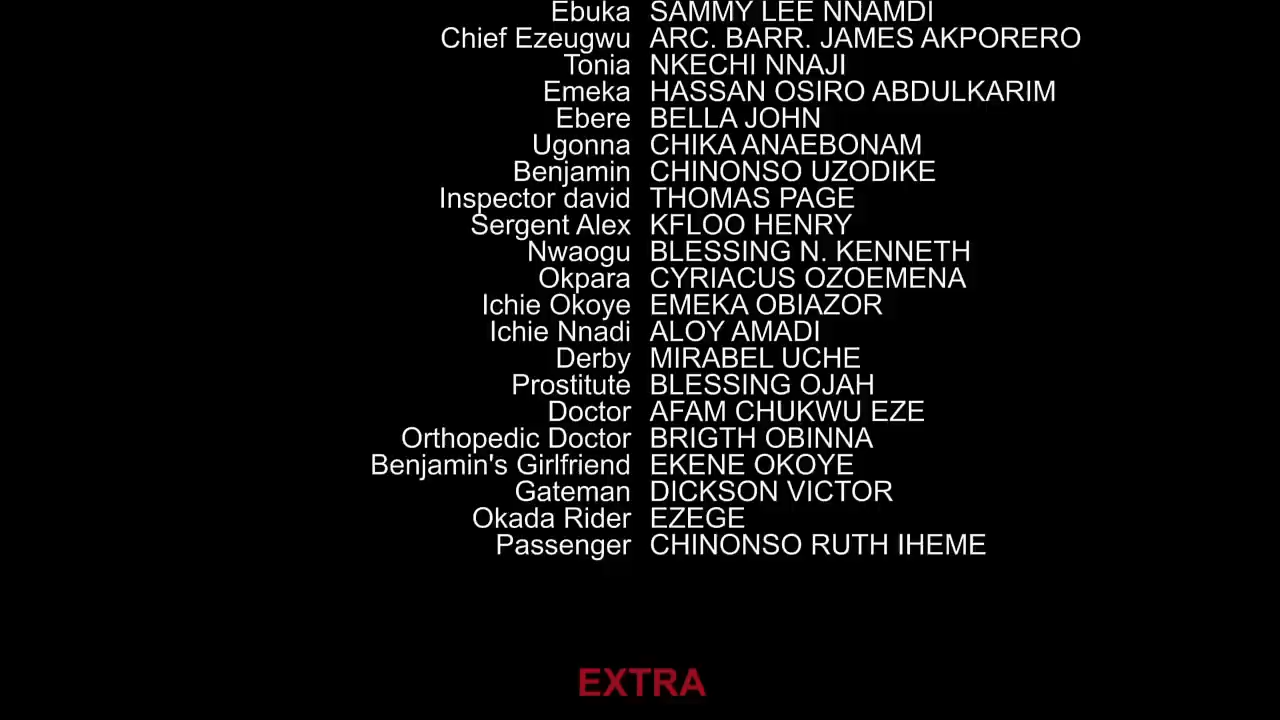 Ebuka SAMMY LEE NNAMDI
Chief Ezeugwu ARC. BARR. JAMES AKPORERO
Tonia NKECHI NNAJI
Emeka HASSAN OSIRO ABDULKARIM
Ebere BELLA JOHN
Ugonna CHIKA ANAEBONAM
Benjamin CHINONSO UZODIKE
Inspector david THOMAS PAGE
Sergent Alex KFLOO HENRY
Nwaogu BLESSING N. KENNETH
Okpara CYRIACUS OZOEMENA
Ichie Okoye EMEKA OBIAZOR
Ichie Nnadi ALOY AMADI
Derby MIRABEL UCHE
Prostitute BLESSING OJAH
Doctor AFAM CHUKWU EZE
Orthopedic Doctor BRIGTH OBINNA
Benjamin's Girlfriend EKENE OKOYE
Gateman DICKSON VICTOR
Okada Rider EZEGE
Passenger CHINONSO RUTH IHEME
EXTRA